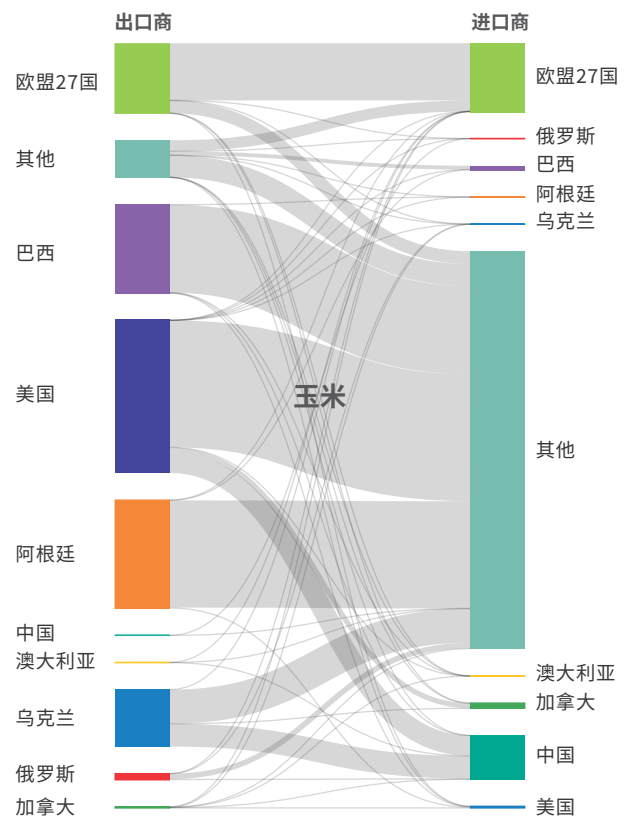 出口商
进口商
欧盟27国
其他
巴西
美国
阿根廷
中国
澳大利亚
乌克兰
俄罗斯
加拿大
玉米
欧盟27国
俄罗斯
巴西
阿根廷
乌克兰
其他
澳大利亚
加拿大
中国
美国